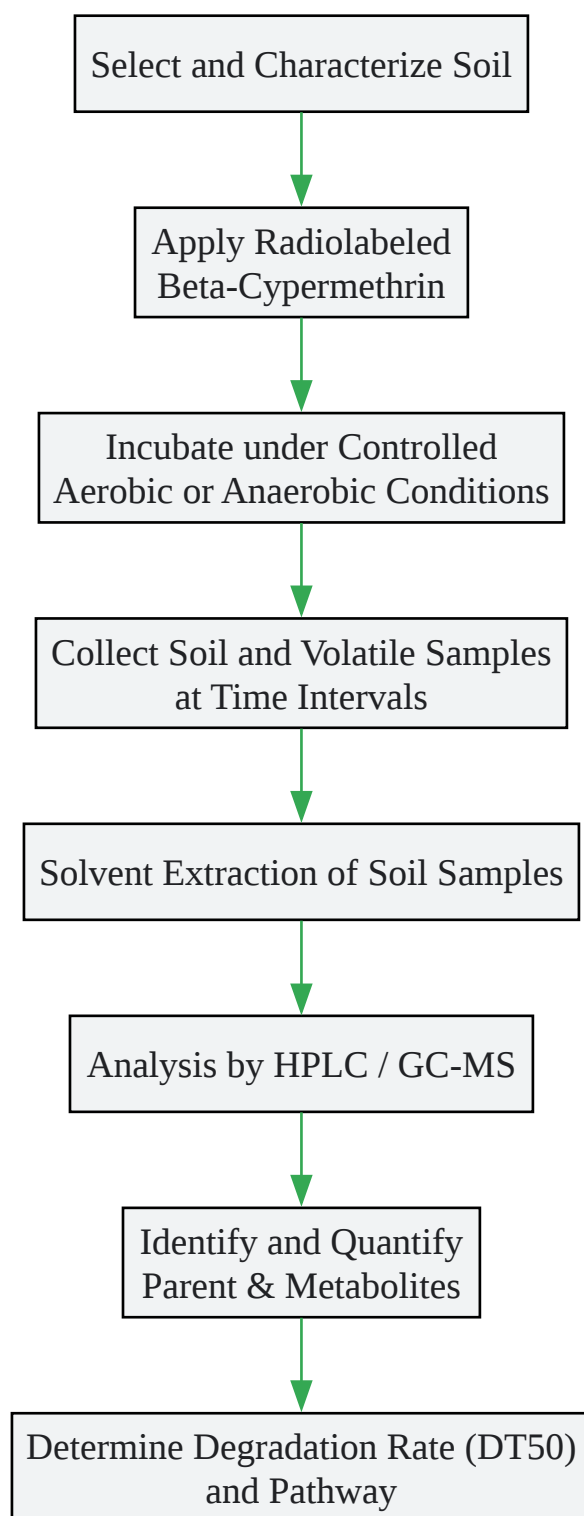 Select and Characterize Soil
Apply Radiolabeled
Beta-Cypermethrin
Incubate under Controlled
Aerobic or Anaerobic Conditions
Collect Soil and Volatile Samples
at Time Intervals
Solvent Extraction of Soil Samples
Analysis by HPLC / GC-MS
Identify and Quantify
Parent & Metabolites
Determine Degradation Rate (DT50)
and Pathway